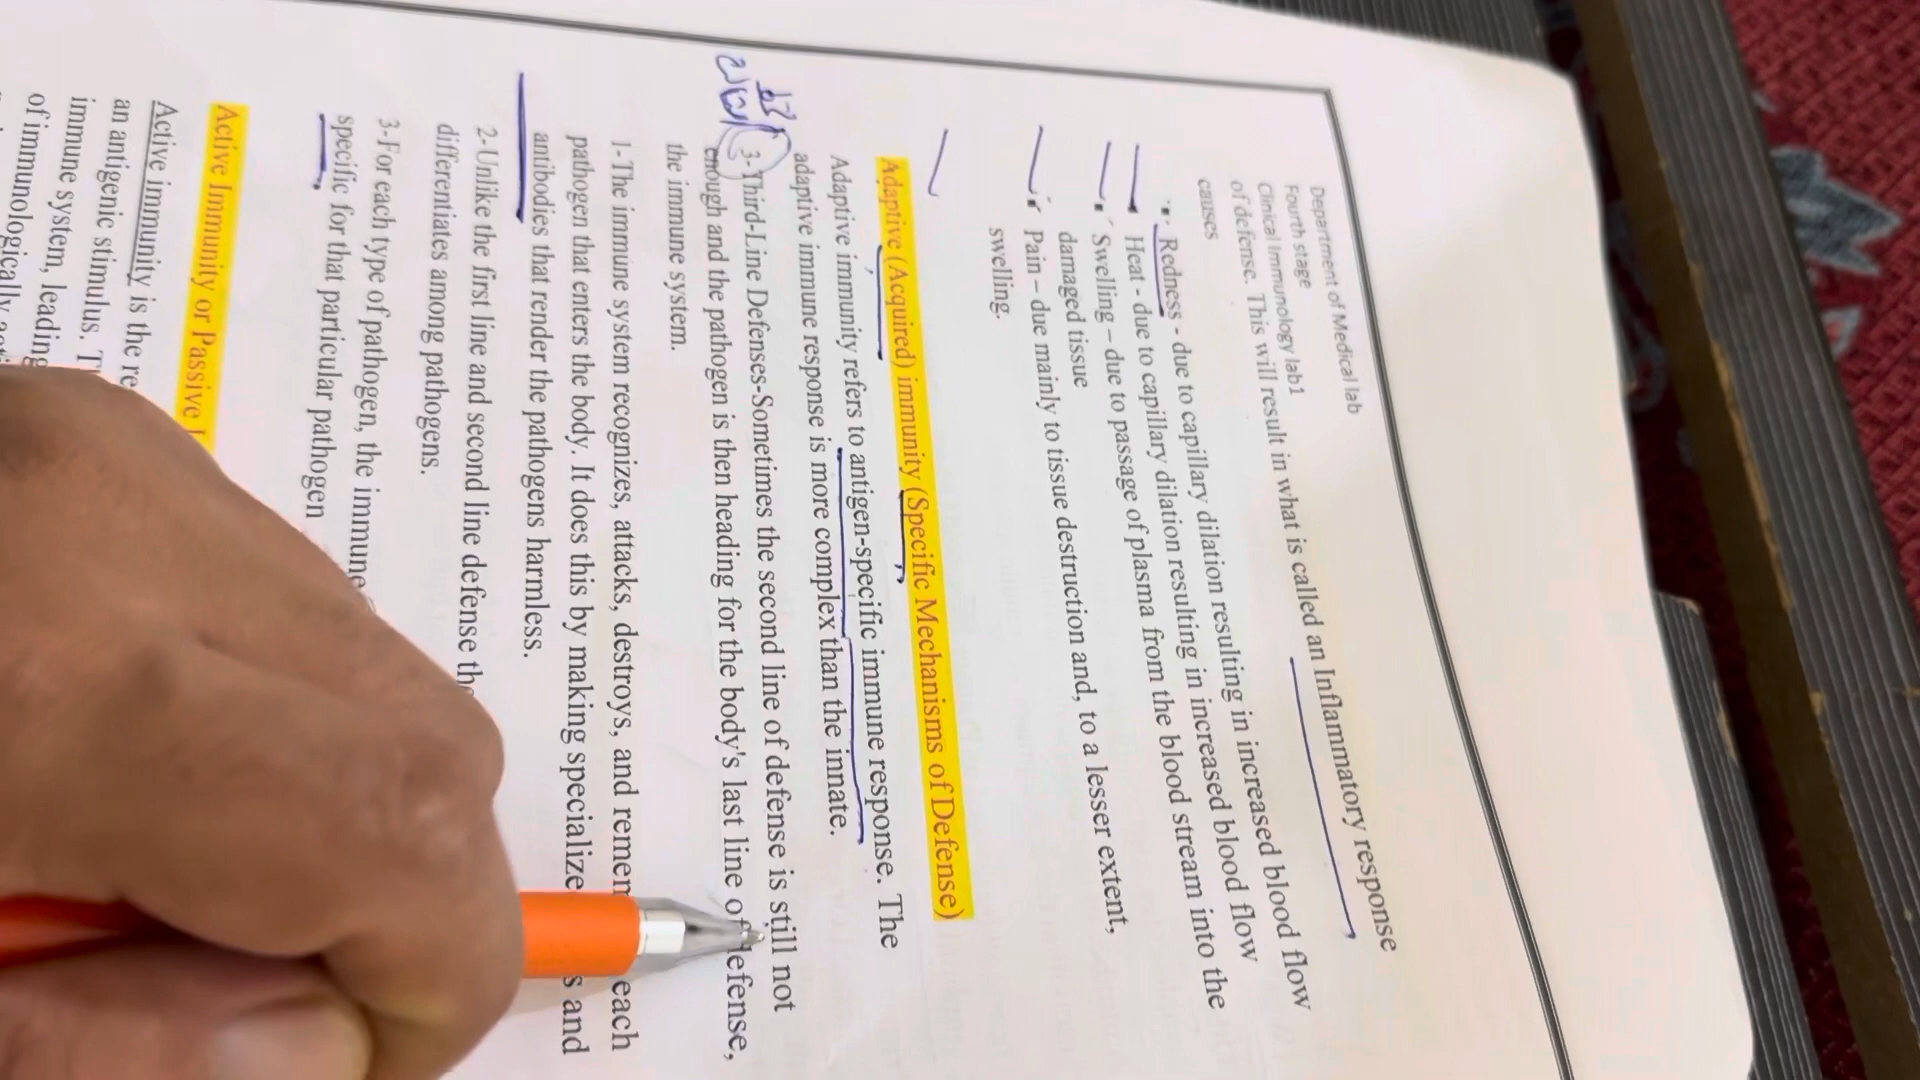 Department of Medical lab
Fourth stage
Clinical Immunology lab1
of defense. This will result in what is called an Inflammatory response
causes
Redness - due to capillary dilation resulting in increased blood flow
Heat - due to capillary dilation resulting in increased blood flow
Swelling – due to passage of plasma from the blood stream into the
damaged tissue
Pain – due mainly to tissue destruction and, to a lesser extent,
swelling.
Adaptive (Acquired) immunity (Specific Mechanisms of Defense)
Adaptive immunity refers to antigen-specific immune response. The
adaptive immune response is more complex than the innate.
3-Third-Line Defenses-Sometimes the second line of defense is still not
enough and the pathogen is then heading for the body's last line of defense,
the immune system.
1-The immune system recognizes, attacks, destroys, and each
pathogen that enters the body. It does this by making and
antibodies that render the pathogens harmless.
2-Unlike the first line and second line defense
differentiates among pathogens.
3-For each type of pathogen, the immune
specific for that particular pathogen
Active Immunity or Passive
Active immunity is the
an antigenic stimulus.
immune system, leading
of immunologically